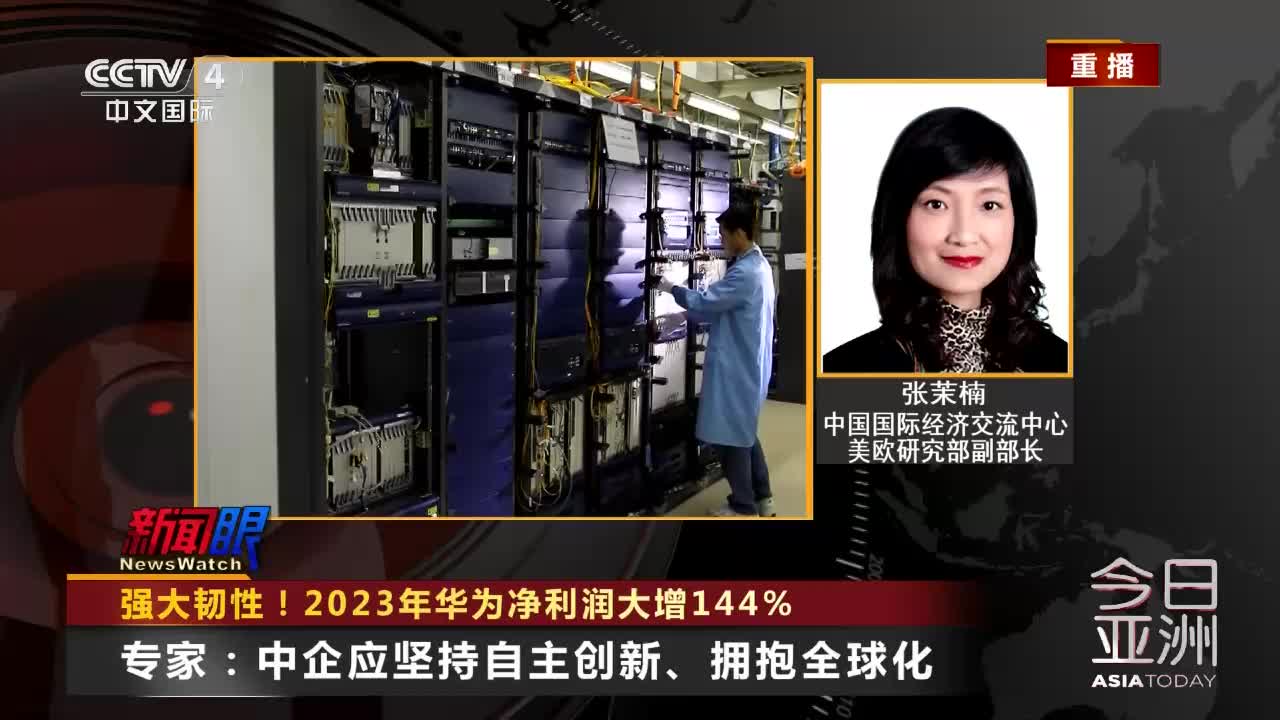 CCTV 4
中文国际
重播
张茉楠
中国国际经济交流中心
美欧研究部副部长
新闻眼
NewsWatch
强大韧性！2023年华为净利润大增144%
专家：中企应坚持自主创新、拥抱全球化
今日
亚洲
ASIA TODAY